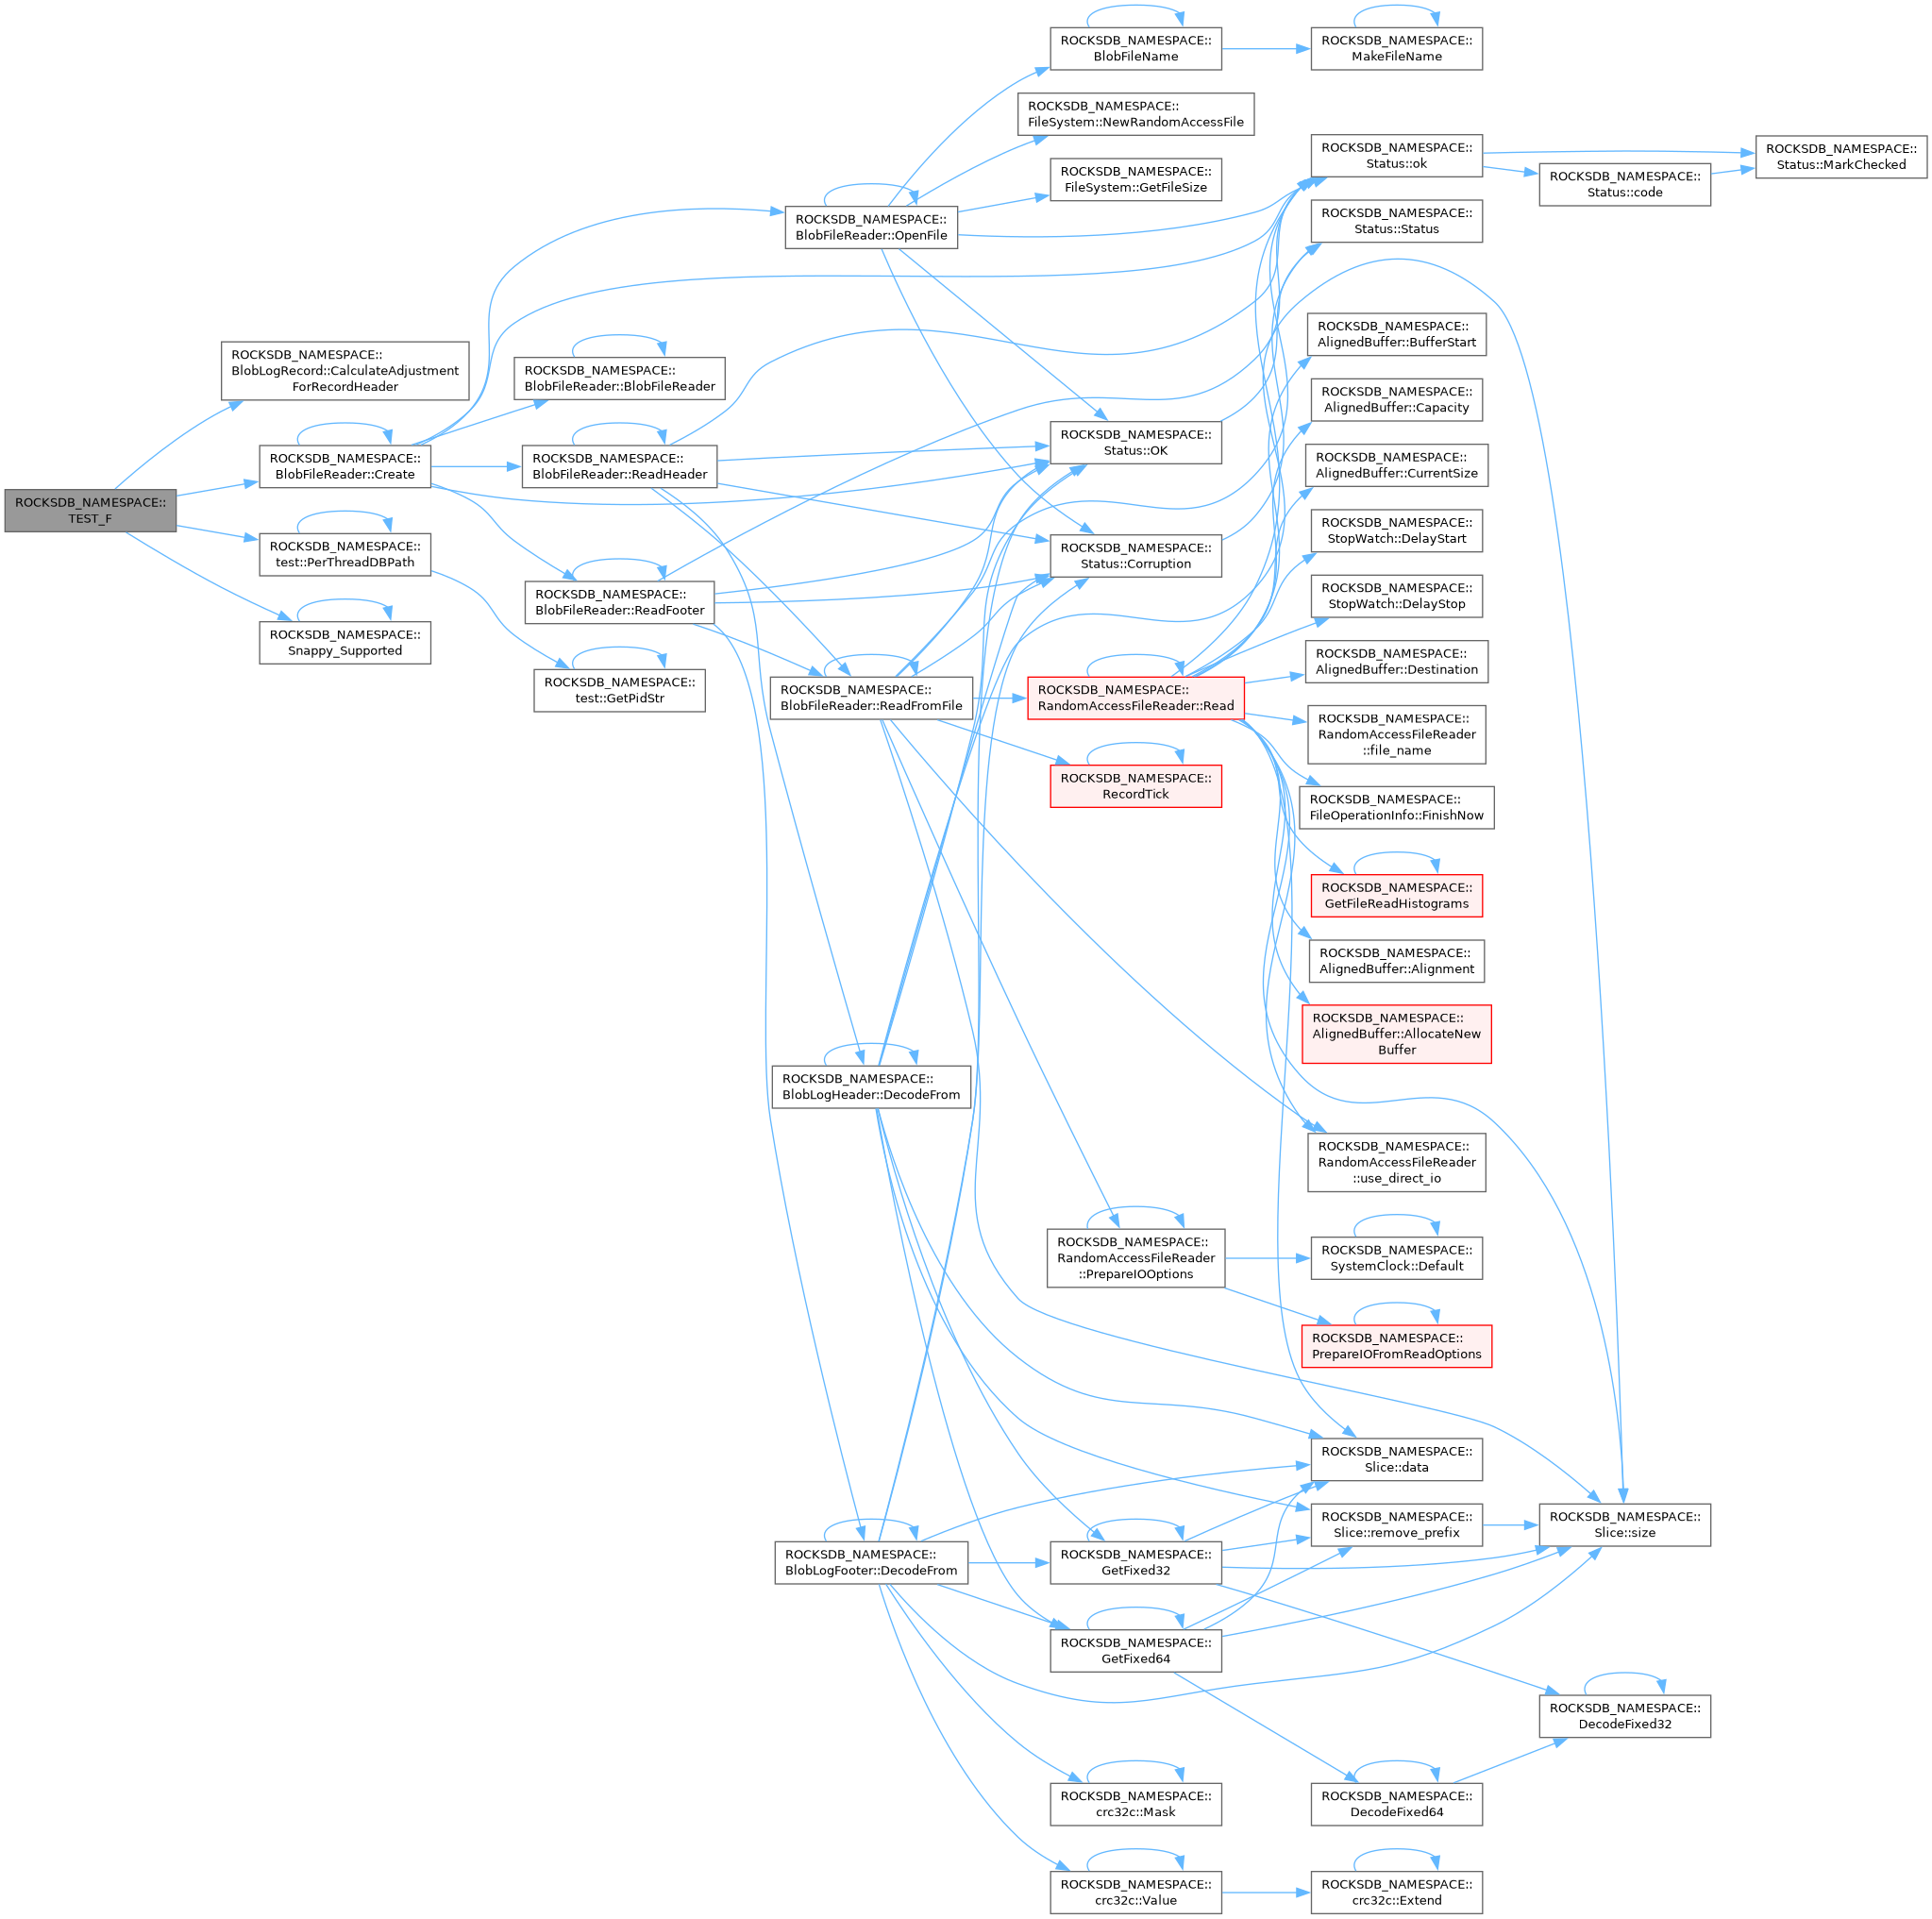 ROCKSDB_NAMESPACE::
TEST_F
ROCKSDB_NAMESPACE::
BlobLogRecord::CalculateAdjustment
ForRecordHeader
ROCKSDB_NAMESPACE::
BlobFileReader::Create
ROCKSDB_NAMESPACE::
test::PerThreadDBPath
ROCKSDB_NAMESPACE::
Snappy_Supported
ROCKSDB_NAMESPACE::
BlobFileReader::BlobFileReader
ROCKSDB_NAMESPACE::
BlobFileReader::ReadHeader
ROCKSDB_NAMESPACE::
BlobFileReader::ReadFooter
ROCKSDB_NAMESPACE::
test::GetPidStr
ROCKSDB_NAMESPACE::
BlobFileReader::OpenFile
ROCKSDB_NAMESPACE::
BlobFileReader::ReadFromFile
ROCKSDB_NAMESPACE::
BlobLogHeader::DecodeFrom
ROCKSDB_NAMESPACE::
BlobLogFooter::DecodeFrom
ROCKSDB_NAMESPACE::
BlobFileName
ROCKSDB_NAMESPACE::
FileSystem::NewRandomAccessFile
ROCKSDB_NAMESPACE::
FileSystem::GetFileSize
ROCKSDB_NAMESPACE::
Status::OK
ROCKSDB_NAMESPACE::
Status::Corruption
ROCKSDB_NAMESPACE::
RandomAccessFileReader::Read
ROCKSDB_NAMESPACE::
RecordTick
ROCKSDB_NAMESPACE::
RandomAccessFileReader
::PrepareIOOptions
ROCKSDB_NAMESPACE::
GetFixed32
ROCKSDB_NAMESPACE::
GetFixed64
ROCKSDB_NAMESPACE::
crc32c::Mask
ROCKSDB_NAMESPACE::
crc32c::Value
ROCKSDB_NAMESPACE::
MakeFileName
ROCKSDB_NAMESPACE::
Status::ok
ROCKSDB_NAMESPACE::
Status::Status
ROCKSDB_NAMESPACE::
AlignedBuffer::BufferStart
ROCKSDB_NAMESPACE::
AlignedBuffer::Capacity
ROCKSDB_NAMESPACE::
AlignedBuffer::CurrentSize
ROCKSDB_NAMESPACE::
StopWatch::DelayStart
ROCKSDB_NAMESPACE::
StopWatch::DelayStop
ROCKSDB_NAMESPACE::
AlignedBuffer::Destination
ROCKSDB_NAMESPACE::
RandomAccessFileReader
::file_name
ROCKSDB_NAMESPACE::
FileOperationInfo::FinishNow
ROCKSDB_NAMESPACE::
GetFileReadHistograms
ROCKSDB_NAMESPACE::
AlignedBuffer::Alignment
ROCKSDB_NAMESPACE::
AlignedBuffer::AllocateNew
Buffer
ROCKSDB_NAMESPACE::
RandomAccessFileReader
::use_direct_io
ROCKSDB_NAMESPACE::
SystemClock::Default
ROCKSDB_NAMESPACE::
PrepareIOFromReadOptions
ROCKSDB_NAMESPACE::
Slice::data
ROCKSDB_NAMESPACE::
Slice::remove_prefix
ROCKSDB_NAMESPACE::
DecodeFixed64
ROCKSDB_NAMESPACE::
crc32c::Extend
ROCKSDB_NAMESPACE::
Status::code
ROCKSDB_NAMESPACE::
Slice::size
ROCKSDB_NAMESPACE::
DecodeFixed32
ROCKSDB_NAMESPACE::
Status::MarkChecked